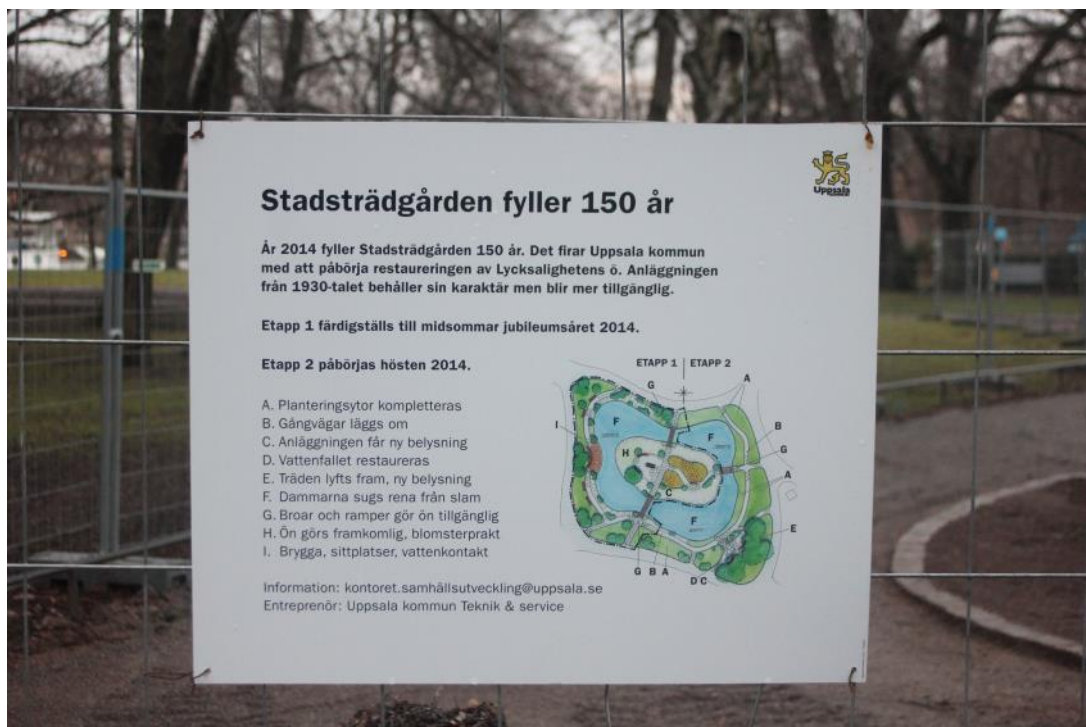 Uppsala
Stadsträdgården fyller 150 år
År 2014 fyller Stadsträdgården 150 år. Det firar Uppsala kommun
med att påbörja restaureringen av Lycksalighetens ö. Anläggningen
från 1930-talet behåller sin karaktär men blir mer tillgänglig.
Etapp 1 färdigställs till midsommar jubileumsåret 2014.
Etapp 2 påbörjas hösten 2014.
A. Planteringsytor kompletteras
B. Gångvägar läggs om
C. Anläggningen får ny belysning
D. Vattenfallet restaureras
E. Träden lyfts fram, ny belysning
F. Dammarna sugs rena från slam
G. Broar och ramper gör ön tillgänglig
H. Ön görs framkomlig, blomsterprakt
I. Brygga, sittplatser, vattenkontakt
Information: kontoret.samhällsutveckling@uppsala.se
Entreprenör: Uppsala kommun Teknik & service
ETAPP 1 | ETAPP 2
G
A
I
F
F
B
H
G
C
A
F
E
G B A
D C